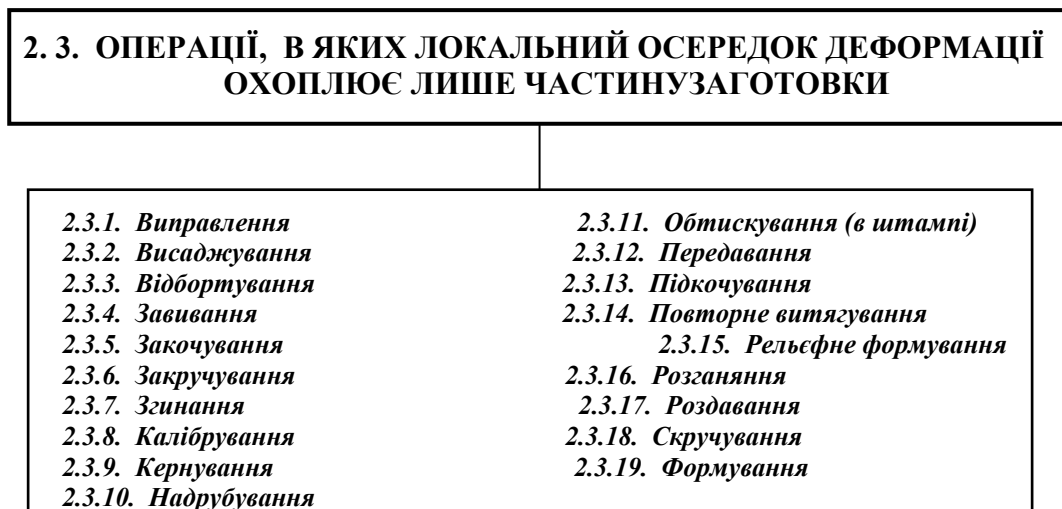 2. 3. ОПЕРАЦІЇ, В ЯКИХ ЛОКАЛЬНИЙ ОСЕРЕДОК ДЕФОРМАЦІЇ
ОХОПЛЮЄ ЛИШЕ ЧАСТИНУЗАГОТОВКИ
2.3.1. Виправлення
2.3.2. Висаджування
2.3.3. Відбортування
2.3.4. Завивання
2.3.5. Закочування
2.3.6. Закручування
2.3.7. Згинання
2.3.8. Калібрування
2.3.9. Кернування
2.3.10. Надрубування
2.3.11. Обтискування (в штампі)
2.3.12. Передавання
2.3.13. Підкочування
2.3.14. Повторне витягування
2.3.15. Рельєфне формування
2.3.16. Розганяння
2.3.17. Роздавання
2.3.18. Скручування
2.3.19. Формування